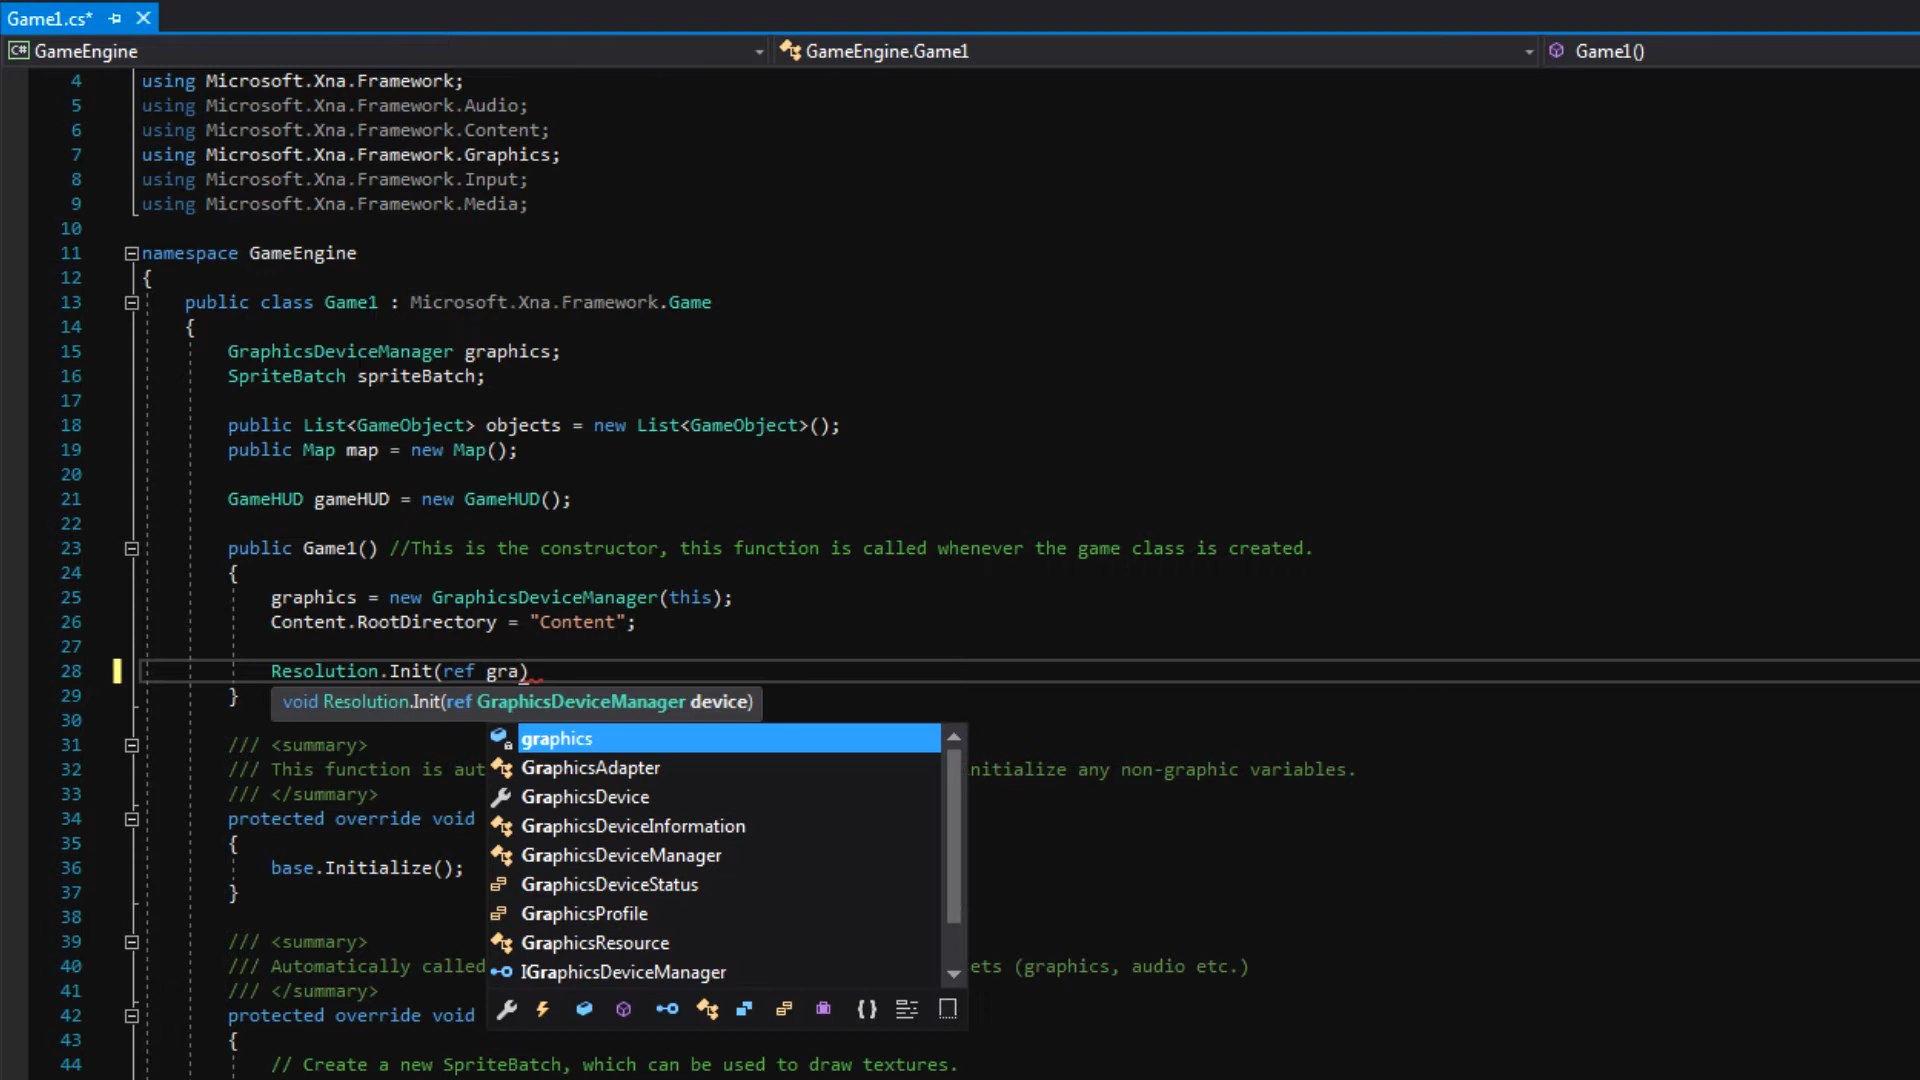 Game1.cs*
C# GameEngine
GameEngine.Game1
Game1()
4 using Microsoft.Xna.Framework;
5 using Microsoft.Xna.Framework.Audio;
6 using Microsoft.Xna.Framework.Content;
7 using Microsoft.Xna.Framework.Graphics;
8 using Microsoft.Xna.Framework.Input;
9 using Microsoft.Xna.Framework.Media;
10
11 namespace GameEngine
12 {
13 public class Game1 : Microsoft.Xna.Framework.Game
14 {
15 GraphicsDeviceManager graphics;
16 SpriteBatch spriteBatch;
17
18 public List<GameObject> objects = new List<GameObject>();
19 public Map map = new Map();
20
21 GameHUD gameHUD = new GameHUD();
22
23 public Game1() //This is the constructor, this function is called whenever the game class is created.
24 {
25 graphics = new GraphicsDeviceManager(this);
26 Content.RootDirectory = "Content";
27
28 Resolution.Init(ref gra)
29 }
void Resolution.Init(ref GraphicsDeviceManager device)
30
graphics
31 /// <summary>
GraphicsAdapter
32 /// This function is aut nitialize any non-graphic variables.
33 /// </summary>
GraphicsDevice
34 protected override void
GraphicsDeviceInformation
35 {
GraphicsDeviceManager
36 base.Initialize();
GraphicsDeviceStatus
37 }
GraphicsProfile
38
39 /// <summary>
GraphicsResource
40 /// Automatically called ets (graphics, audio etc.)
IGraphicsDeviceManager
41 /// </summary>
42 protected override void
{}
43 {
44 // Create a new SpriteBatch, which can be used to draw textures.